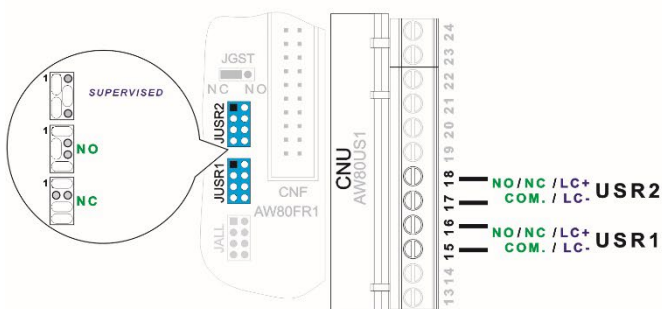 1
SUPERVISED
1
NO
1
NC
JGST
NC NO
JUSR2
JUSR1
JALL
CNF
AW80FR1
CNU
AW80US1
24
23
22
21
20
19
18
17
16
15
14
13
NO/NC /LC+
COM. / LC-
USR2
NO/NC /LC+
COM. / LC-
USR1